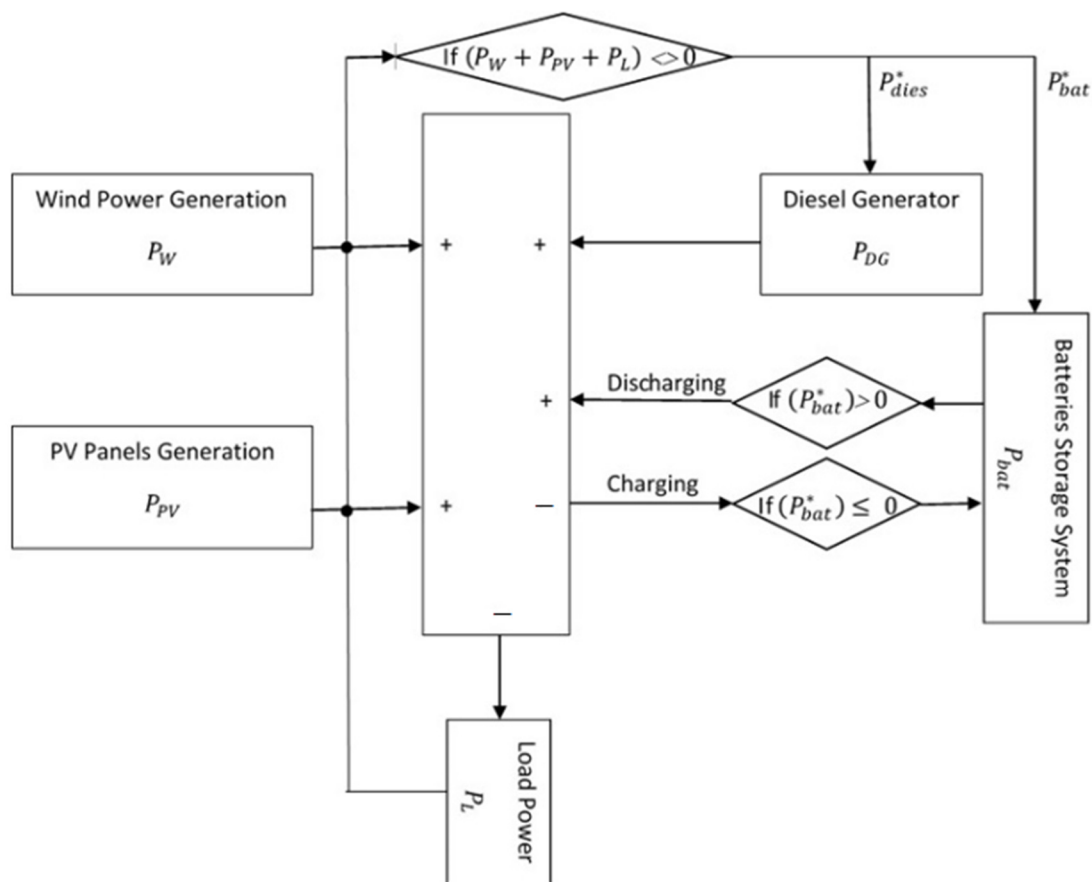 If (P_W + P_PV + P_L) <> 0
P*_dies
P*_bat
Wind Power Generation
P_W
+
+
Diesel Generator
P_DG
PV Panels Generation
P_PV
+
+
—
—
Discharging
If (P*_bat) > 0
Charging
If (P*_bat) ≤ 0
Batteries Storage System
P_bat
Load Power
P_L